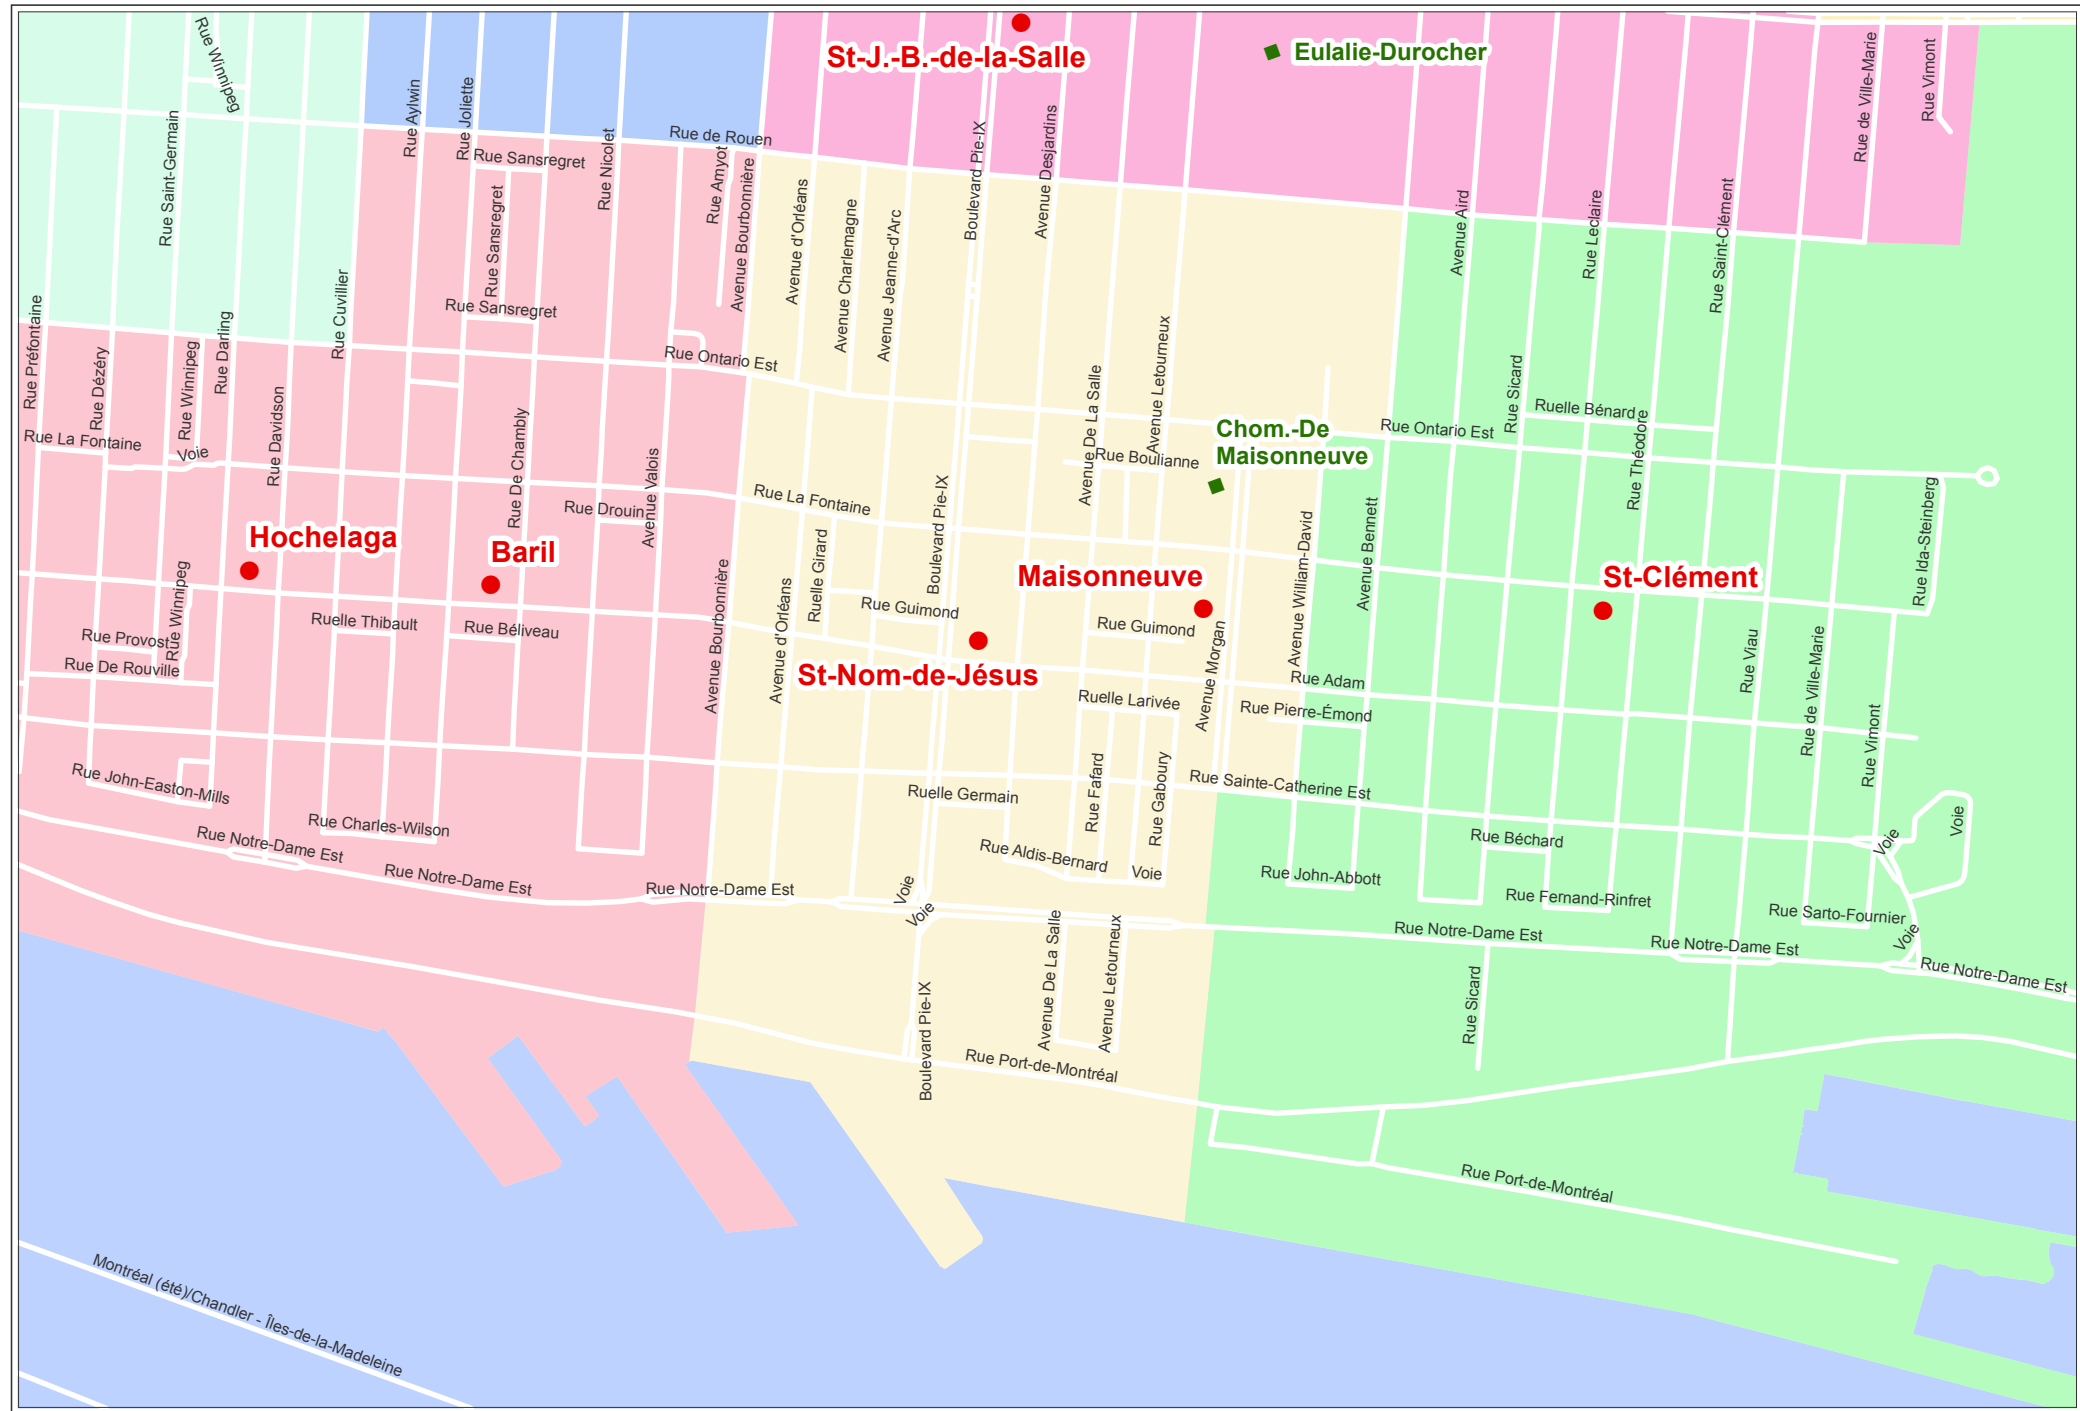 Rue Winnipeg
St-J.-B.-de-la-Salle
Eulalie-Durocher
Rue de Ville-Marie
Rue Vimont
Rue Saint-Germain
Rue Aylwin
Rue Joliette
Rue Nicolet
Rue de Rouen
Rue Sansregret
Rue Amyot
Avenue Bourbonnière
Boulevard Pie-IX
Avenue Desjardins
Rue Sansregret
Avenue d'Orléans
Avenue Charlemagne
Avenue Jeanne-d'Arc
Avenue Aird
Rue Leclaire
Rue Saint-Clément
Rue Sansregret
Rue Préfontaine
Rue Dézéry
Rue Winnipeg
Rue Darling
Rue Cuvillier
Rue Ontario Est
Rue Davidson
Avenue De La Salle
Avenue Letourneux
Rue Sicard
Ruelle Bénard
Rue Théodore
Rue La Fontaine
Voie
Rue De Chambly
Avenue Valois
Rue Drouin
Rue La Fontaine
Boulevard Pie-IX
Rue Boulianne
Chom.-De
Maisonneuve
Rue Ontario Est
Avenue Bennett
Avenue William-David
Rue Ida-Steinberg
Hochelaga
Baril
Maisonneuve
St-Clément
Rue Winnipeg
Ruelle Thibault
Rue Béliveau
Avenue Bourbonnière
Avenue d'Orléans
Ruelle Girard
Rue Guimond
Rue Guimond
Rue Provost
Rue De Rouville
St-Nom-de-Jésus
Avenue Morgan
Rue Adam
Rue Viau
Rue de Ville-Marie
Rue Vimont
Ruelle Larivée
Rue Pierre-Émond
Rue John-Easton-Mills
Rue Sainte-Catherine Est
Rue Fafard
Rue Gaboury
Ruelle Germain
Rue Charles-Wilson
Rue Notre-Dame Est
Rue Béchard
Voie
Voie
Rue Aldis-Bernard
Voie
Rue John-Abbott
Rue Notre-Dame Est
Rue Notre-Dame Est
Voie
Voie
Rue Fernand-Rinfret
Rue Sarto-Fournier
Voie
Avenue De La Salle
Avenue Letourneux
Rue Notre-Dame Est
Rue Notre-Dame Est
Rue Notre-Dame Est
Rue Sicard
Boulevard Pie-IX
Rue Port-de-Montréal
Rue Port-de-Montréal
Montréal (été)/Chandler - Îles-de-la-Madeleine